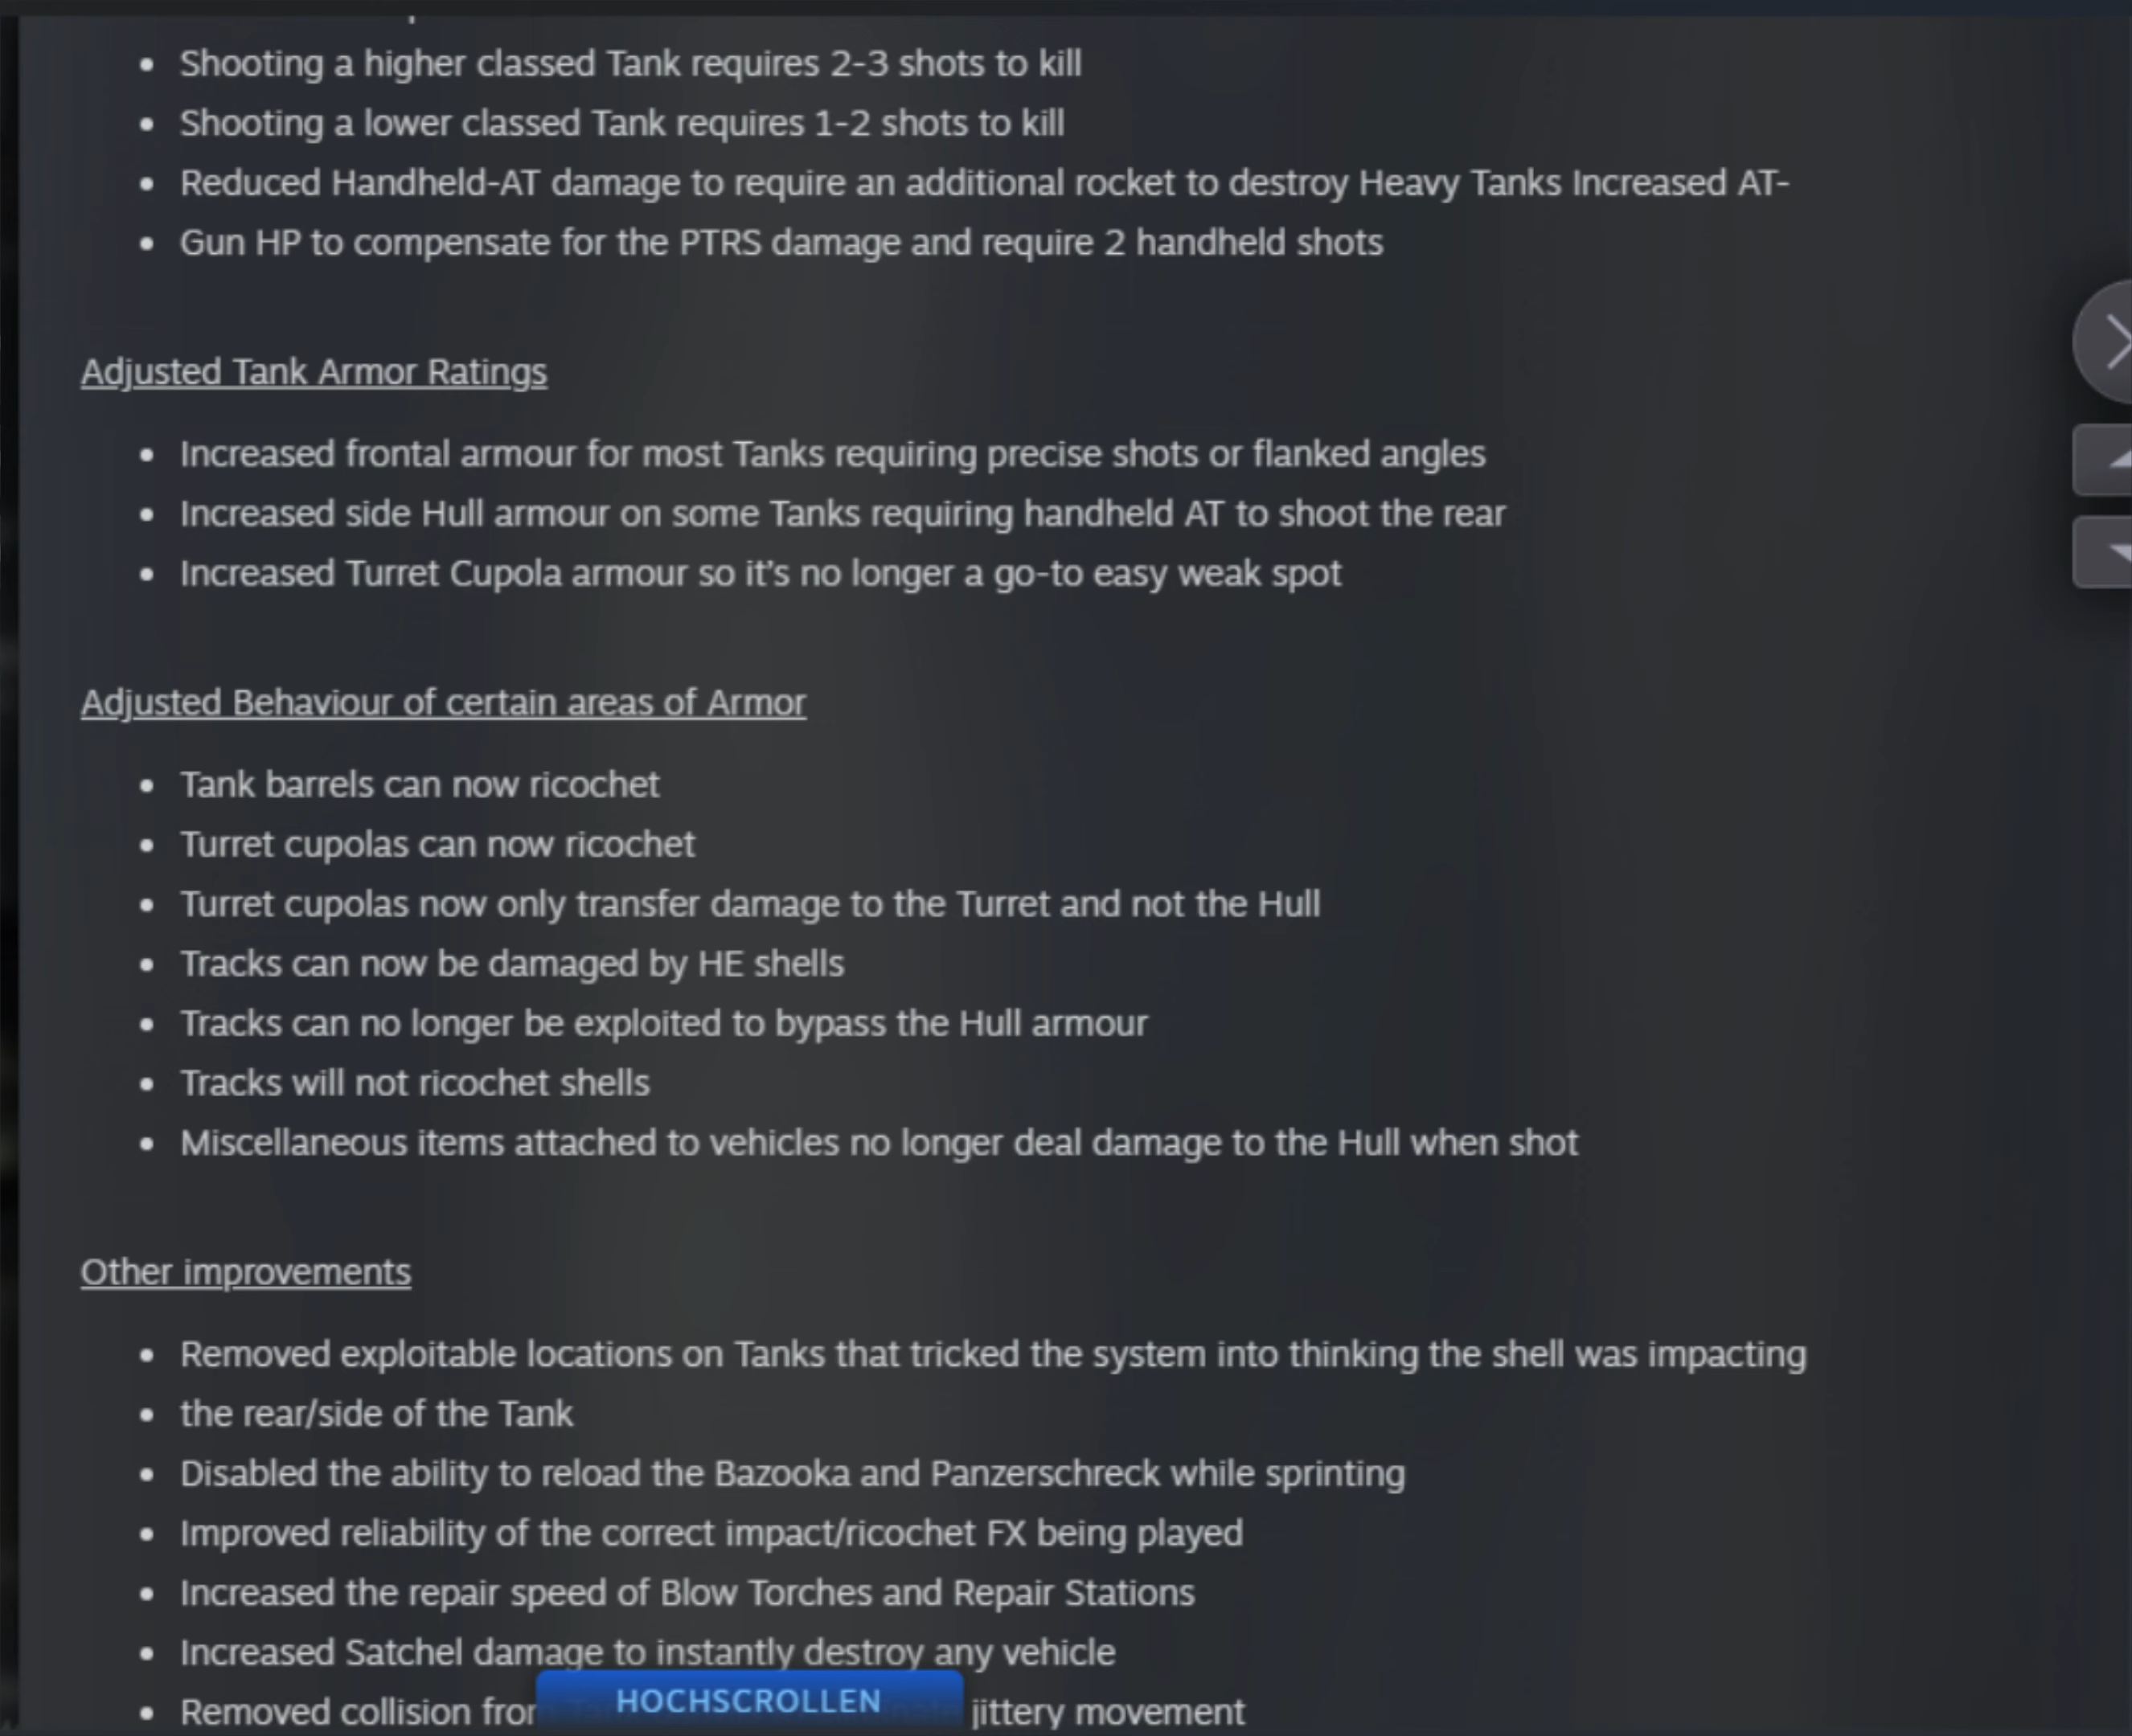 Shooting a higher classed Tank requires 2-3 shots to kill
Shooting a lower classed Tank requires 1-2 shots to kill
Reduced Handheld-AT damage to require an additional rocket to destroy Heavy Tanks Increased AT-
Gun HP to compensate for the PTRS damage and require 2 handheld shots
Adjusted Tank Armor Ratings
Increased frontal armour for most Tanks requiring precise shots or flanked angles
Increased side Hull armour on some Tanks requiring handheld AT to shoot the rear
Increased Turret Cupola armour so it's no longer a go-to easy weak spot
Adjusted Behaviour of certain areas of Armor
Tank barrels can now ricochet
Turret cupolas can now ricochet
Turret cupolas now only transfer damage to the Turret and not the Hull
Tracks can now be damaged by HE shells
Tracks can no longer be exploited to bypass the Hull armour
Tracks will not ricochet shells
Miscellaneous items attached to vehicles no longer deal damage to the Hull when shot
Other improvements
Removed exploitable locations on Tanks that tricked the system into thinking the shell was impacting
the rear/side of the Tank
Disabled the ability to reload the Bazooka and Panzerschreck while sprinting
Improved reliability of the correct impact/ricochet FX being played
Increased the repair speed of Blow Torches and Repair Stations
Increased Satchel damage to instantly destroy any vehicle
Removed collision jittery movement
HOCHSCROLLEN